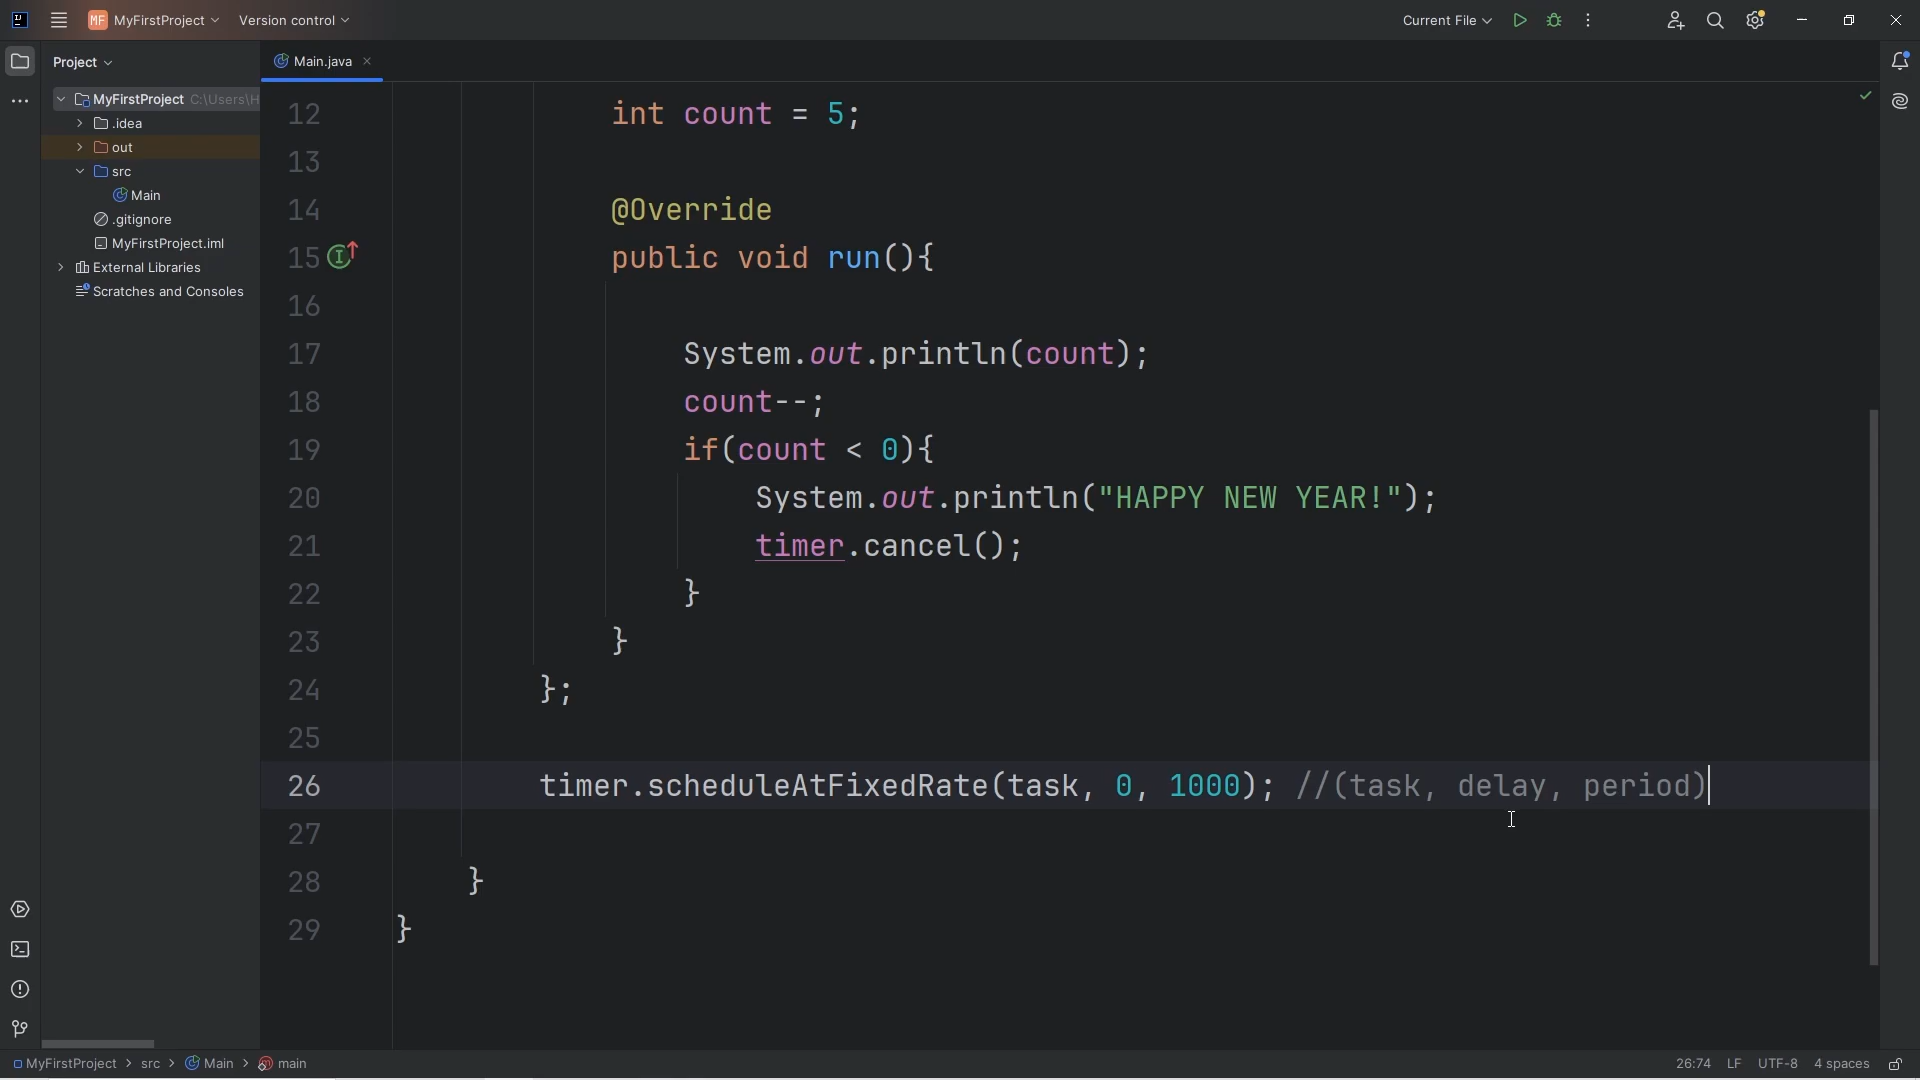 MF MyFirstProject Version control Current File
Project Main.java
MyFirstProject C:\Users\H
.idea
out
src
Main
.gitignore
MyFirstProject.iml
External Libraries
Scratches and Consoles
12 int count = 5;
13
14 @Override
15 public void run(){
16
17 System.out.println(count);
18 count--;
19 if(count < 0){
20 System.out.println("HAPPY NEW YEAR!");
21 timer.cancel();
22 }
23 }
24 };
25
26 timer.scheduleAtFixedRate(task, 0, 1000); //(task, delay, period)
27
28 }
29 }
MyFirstProject > src > Main > main 26:74 LF UTF-8 4 spaces